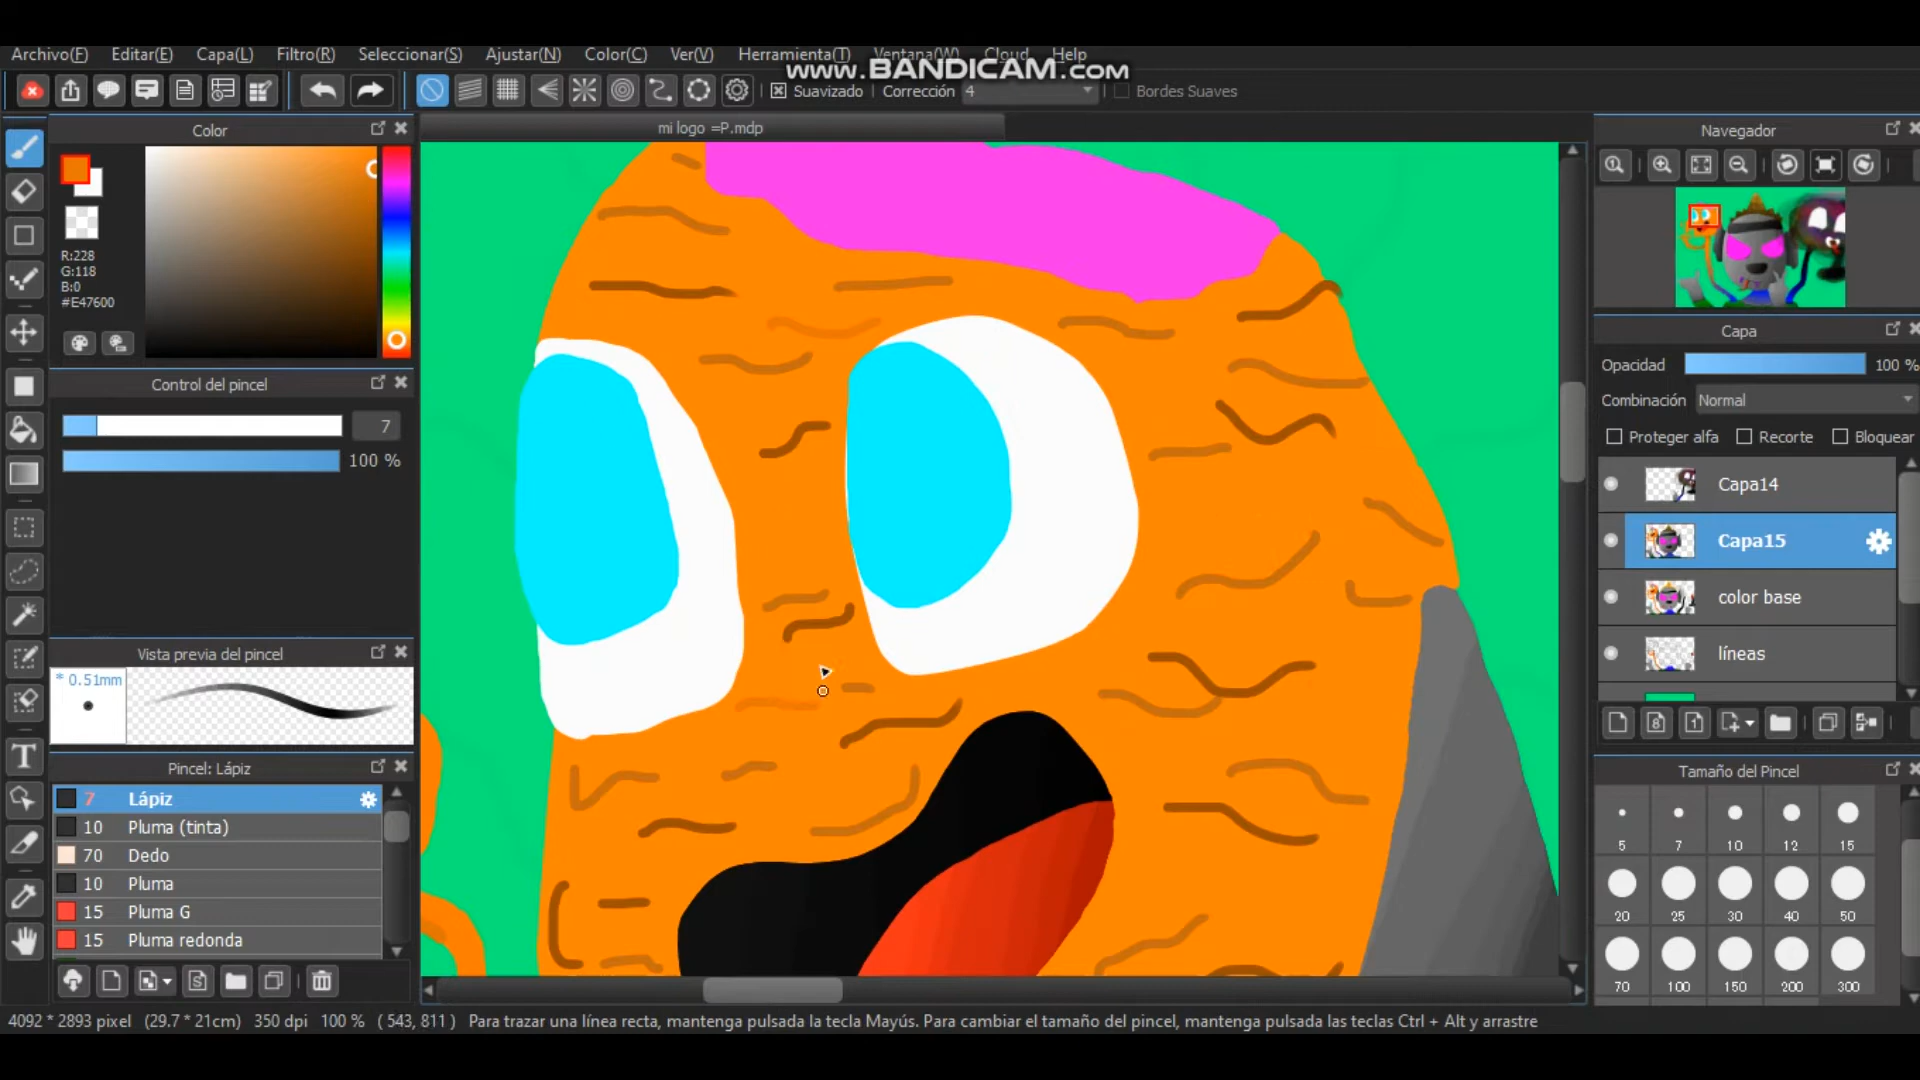 Archivo(F) Editar(E) Capa(L) Filtro(R) Seleccionar(S) Ajustar(N) Color(C) Ver(V) Herramienta(T) Ventana(W) Cloud Help
www.BANDICAM.com
Suavizado Corrección 4 Bordes Suaves
Color
mi logo =P.mdp
Navegador
R:228
G:118
B:0
#E47600
Control del pincel
7
100 %
Vista previa del pincel
* 0.51mm
Pincel: Lápiz
7 Lápiz
10 Pluma (tinta)
70 Dedo
10 Pluma
15 Pluma G
15 Pluma redonda
Capa
Opacidad 100 %
Combinación Normal
Proteger alfa Recorte Bloquear
Capa14
Capa15
color base
líneas
8 1
Tamaño del Pincel
5 7 10 12 15
20 25 30 40 50
70 100 150 200 300
4092 * 2893 pixel (29.7 * 21cm) 350 dpi 100 % ( 543, 811 ) Para trazar una línea recta, mantenga pulsada la tecla Mayús. Para cambiar el tamaño del pincel, mantenga pulsada las teclas Ctrl + Alt y arrastre